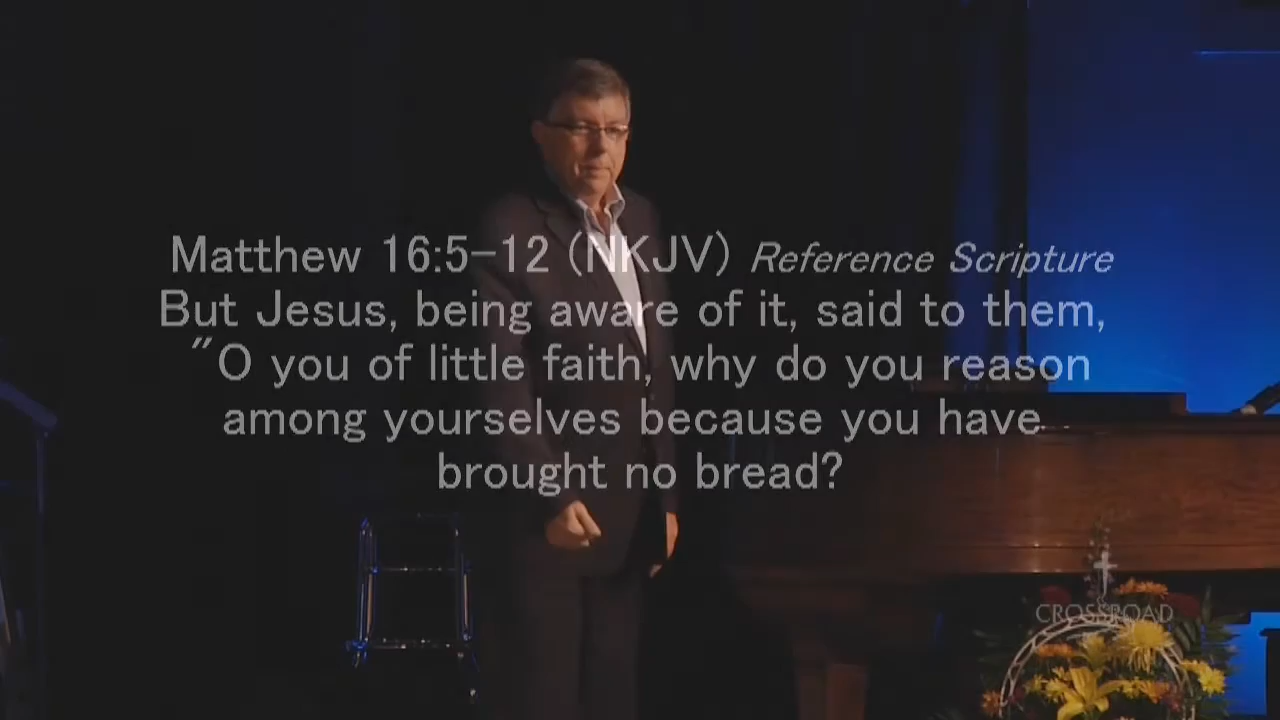 Matthew 16:5-12 (NKJV) Reference Scripture
But Jesus, being aware of it, said to them,
"O you of little faith, why do you reason
among yourselves because you have
brought no bread?
CROSSROAD